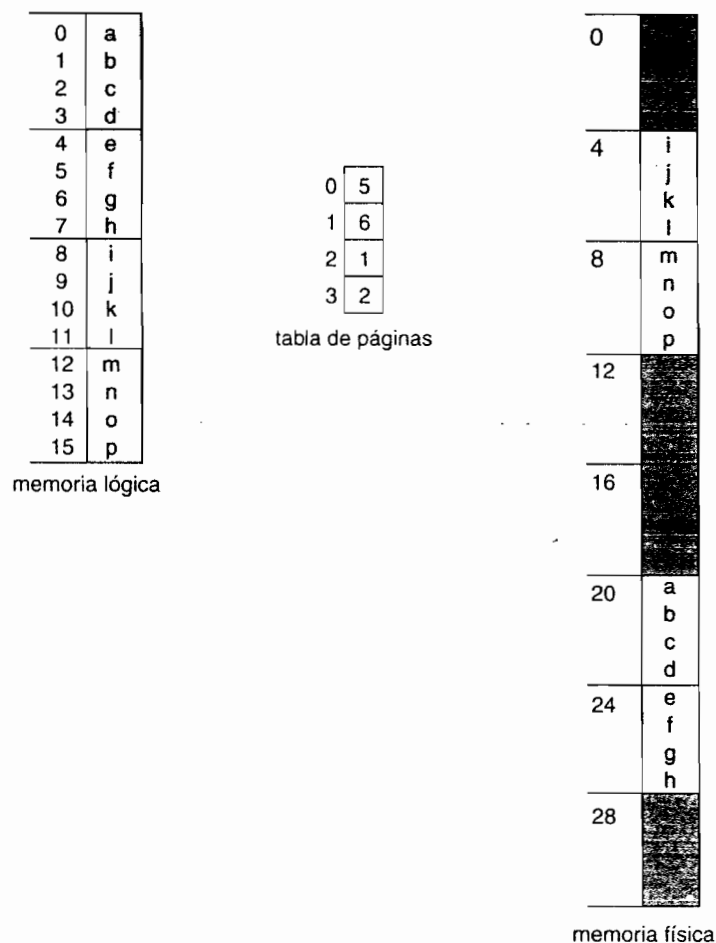 0 a
1 b
2 c
3 d
4 e
5 f
6 g
7 h
8 i
9 j
10 k
11 l
12 m
13 n
14 o
15 p
memoria lógica
0 5
1 6
2 1
3 2
tabla de páginas
0
4 i
j
k
l
8 m
n
o
p
12
16
20 a
b
c
d
24 e
f
g
h
28
memoria física